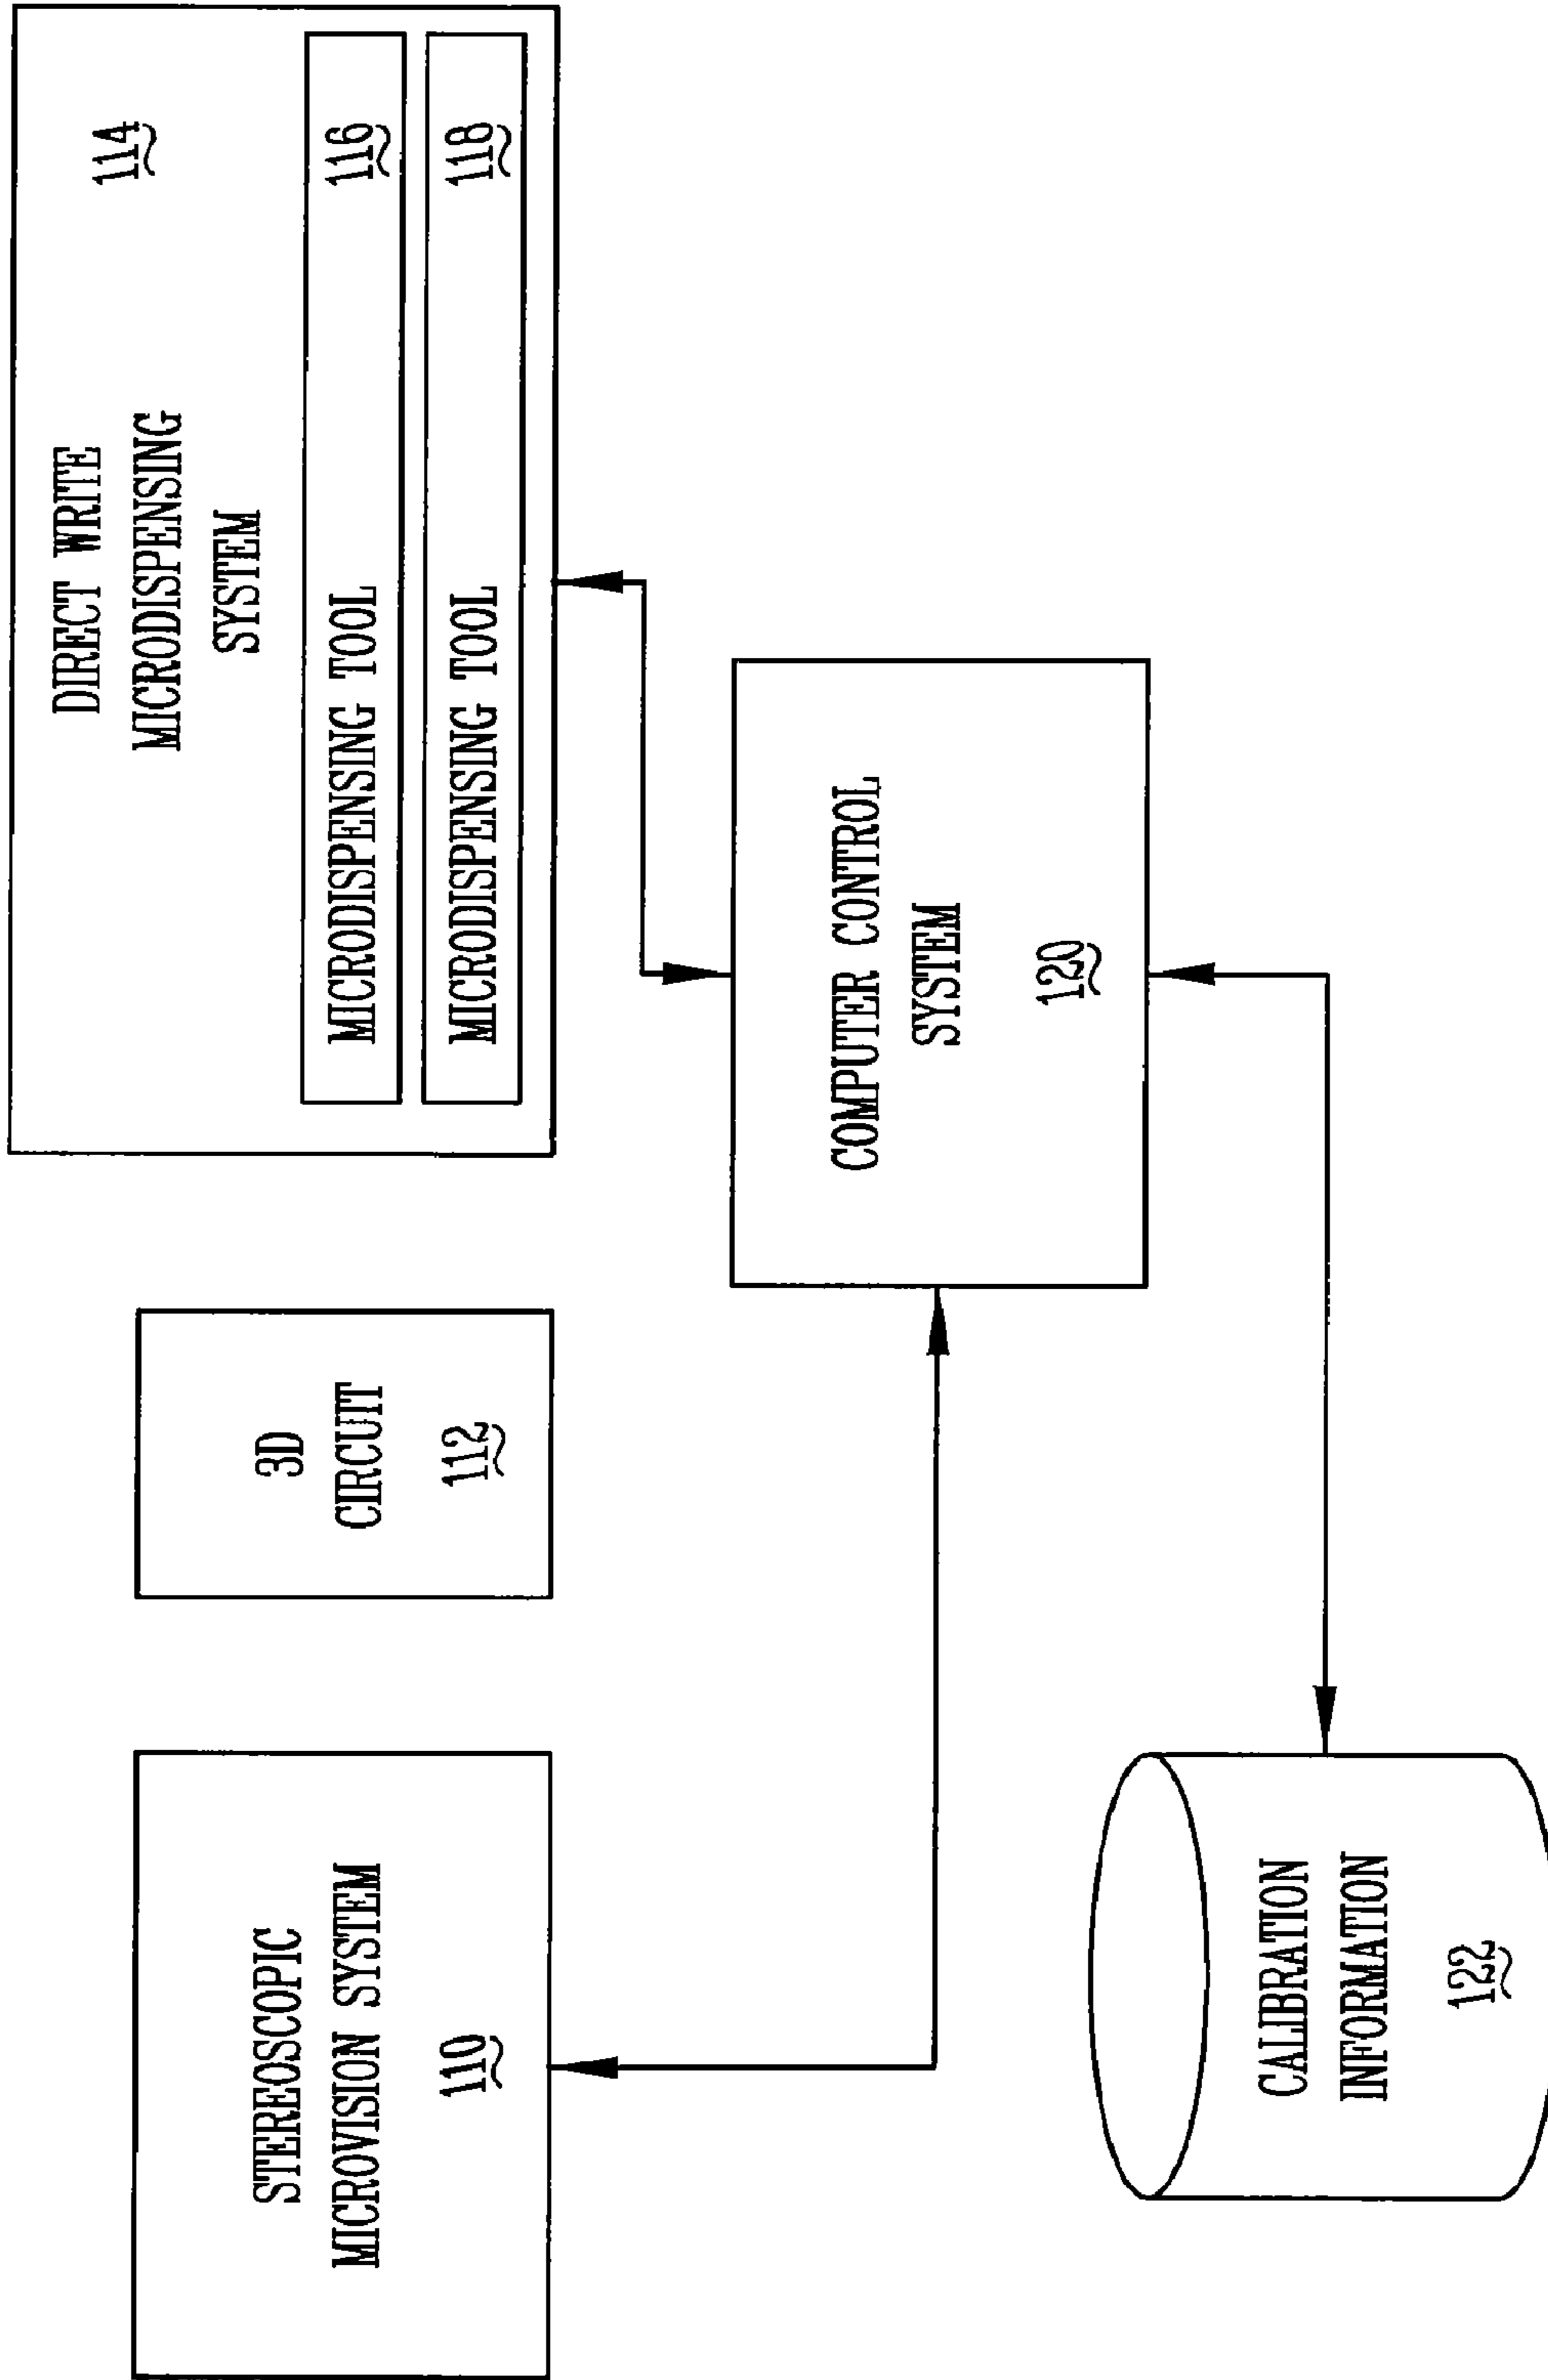 STEREOSCOPIC
MICROVISION SYSTEM
110
3D
CIRCUIT
112
DIRECT WRITE
MICRODISPENSING
SYSTEM
114
MICRODISPENSING TOOL 116
MICRODISPENSING TOOL 118
COMPUTER CONTROL
SYSTEM
120
CALIBRATION
INFORMATION
122